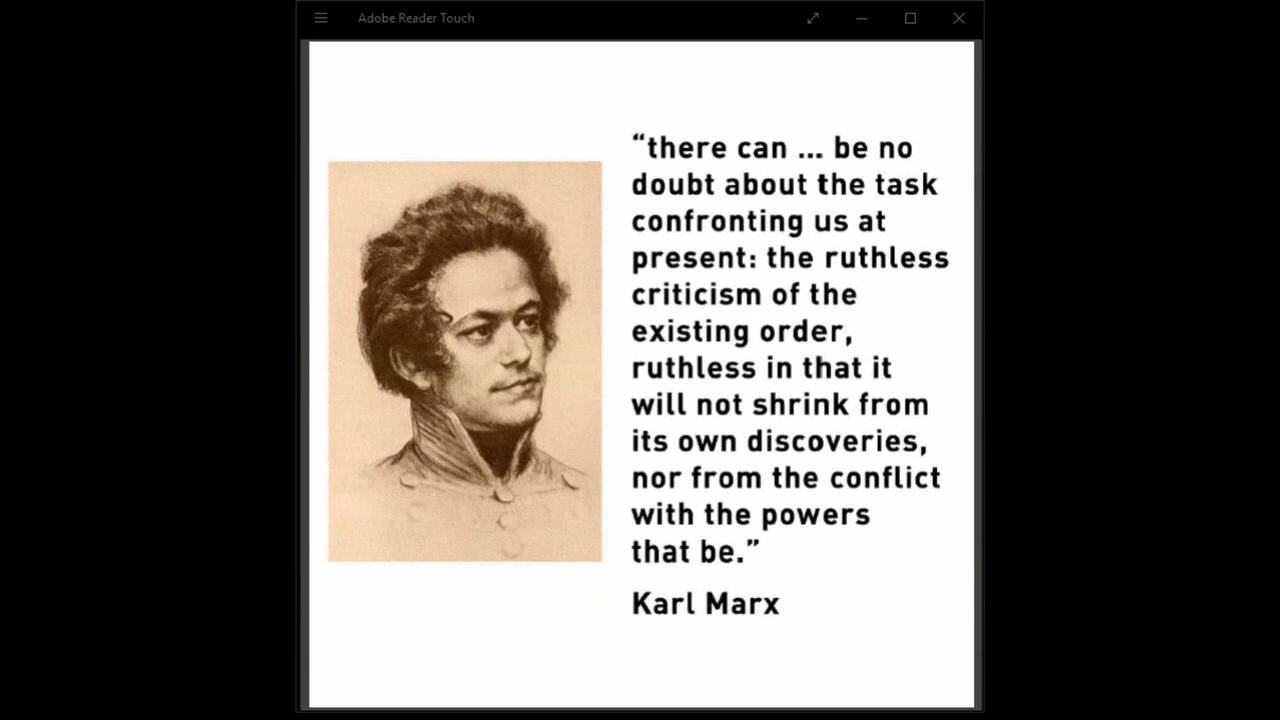 Adobe Reader Touch
“there can ... be no
doubt about the task
confronting us at
present: the ruthless
criticism of the
existing order,
ruthless in that it
will not shrink from
its own discoveries,
nor from the conflict
with the powers
that be.”
Karl Marx